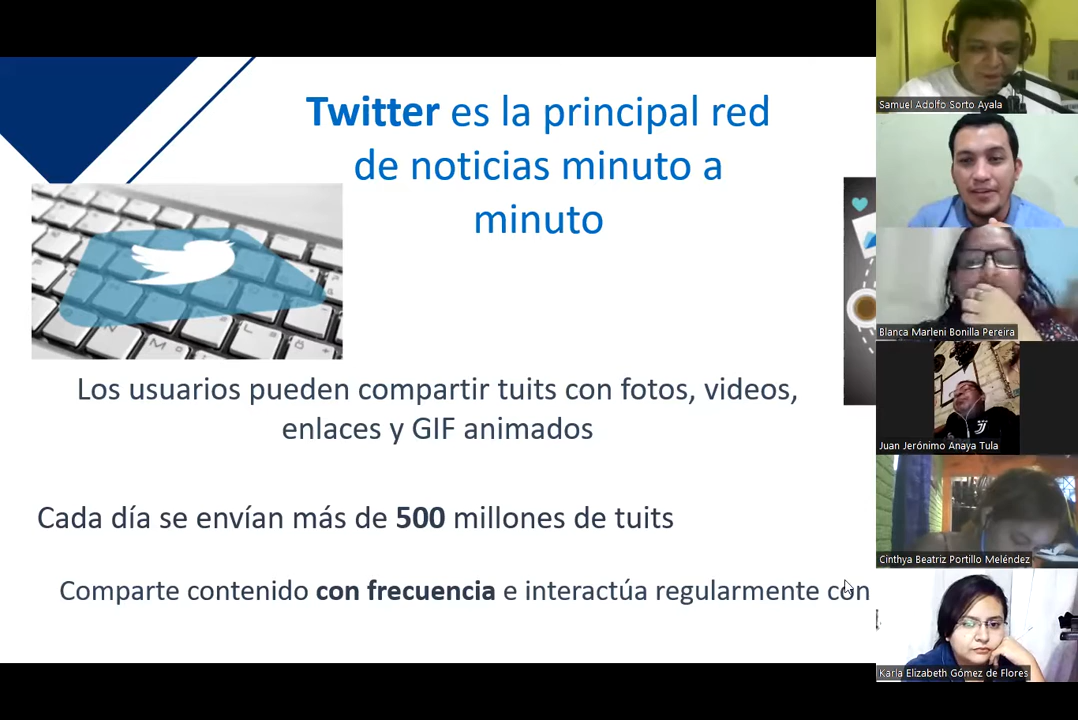 Twitter es la principal red
de noticias minuto a
minuto
Los usuarios pueden compartir tuits con fotos, videos,
enlaces y GIF animados
Cada día se envían más de 500 millones de tuits
Comparte contenido con frecuencia e interactúa regularmente con
Samuel Adolfo Sorto Ayala
Blanca Marleni Bonilla Pereira
Juan Jerónimo Anaya Tula
Cinthya Beatriz Portillo Meléndez
Karla Elizabeth Gómez de Flores